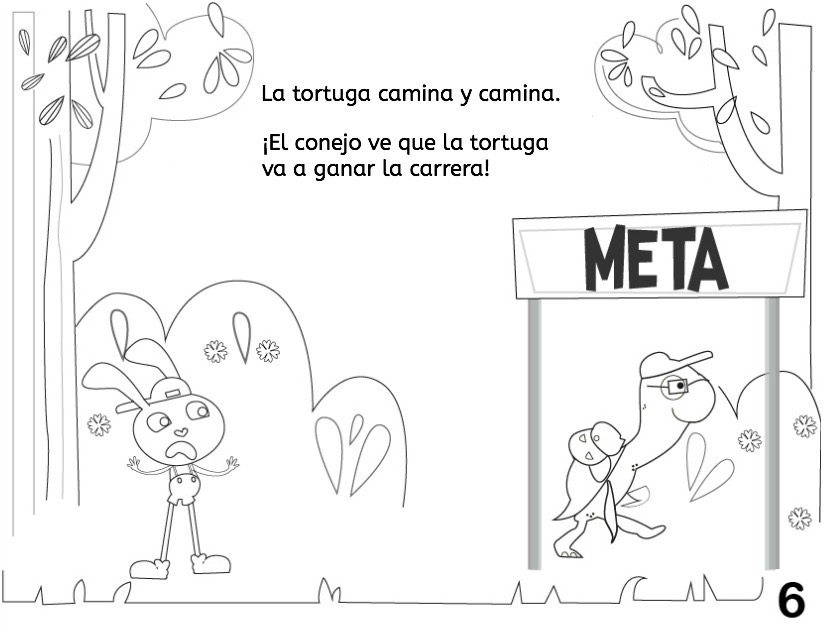 La tortuga camina y camina.
¡El conejo ve que la tortuga
va a ganar la carrera!
META
6